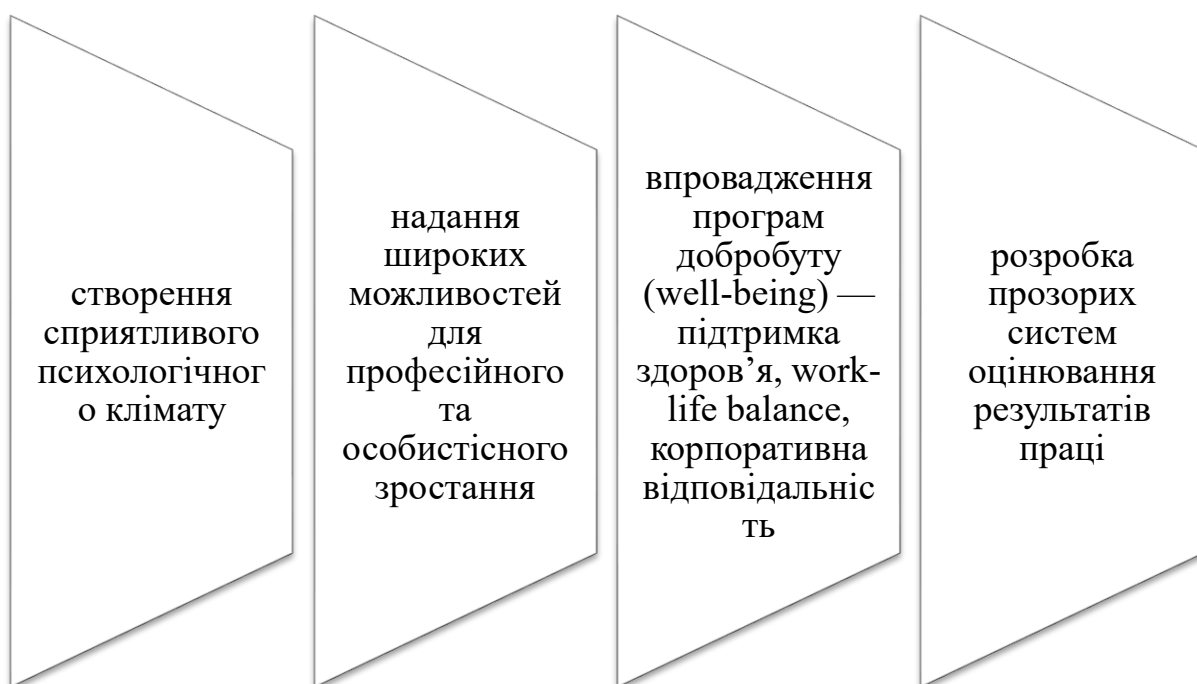 створення
сприятливого
психологічног
о клімату
надання
широких
можливостей
для
професійного
та
особистісного
зростання
впровадження
програм
добробуту
(well-being) —
підтримка
здоров’я, work-
life balance,
корпоративна
відповідальніс
ть
розробка
прозорих
систем
оцінювання
результатів
праці